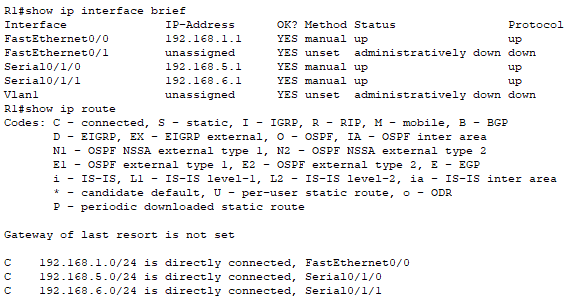 R1#show ip interface brief
Interface IP-Address OK? Method Status Protocol
FastEthernet0/0 192.168.1.1 YES manual up up
FastEthernet0/1 unassigned YES unset administratively down down
Serial0/1/0 192.168.5.1 YES manual up up
Serial0/1/1 192.168.6.1 YES manual up up
Vlan1 unassigned YES unset administratively down down
R1#show ip route
Codes: C - connected, S - static, I - IGRP, R - RIP, M - mobile, B - BGP
D - EIGRP, EX - EIGRP external, O - OSPF, IA - OSPF inter area
N1 - OSPF NSSA external type 1, N2 - OSPF NSSA external type 2
E1 - OSPF external type 1, E2 - OSPF external type 2, E - EGP
i - IS-IS, L1 - IS-IS level-1, L2 - IS-IS level-2, ia - IS-IS inter area
* - candidate default, U - per-user static route, o - ODR
P - periodic downloaded static route
Gateway of last resort is not set
C 192.168.1.0/24 is directly connected, FastEthernet0/0
C 192.168.5.0/24 is directly connected, Serial0/1/0
C 192.168.6.0/24 is directly connected, Serial0/1/1